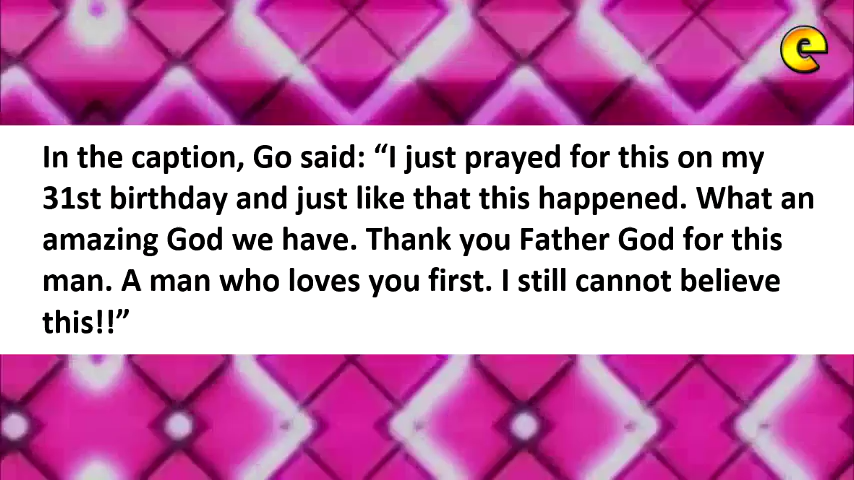 e
In the caption, Go said: “I just prayed for this on my
31st birthday and just like that this happened. What an
amazing God we have. Thank you Father God for this
man. A man who loves you first. I still cannot believe
this!!”